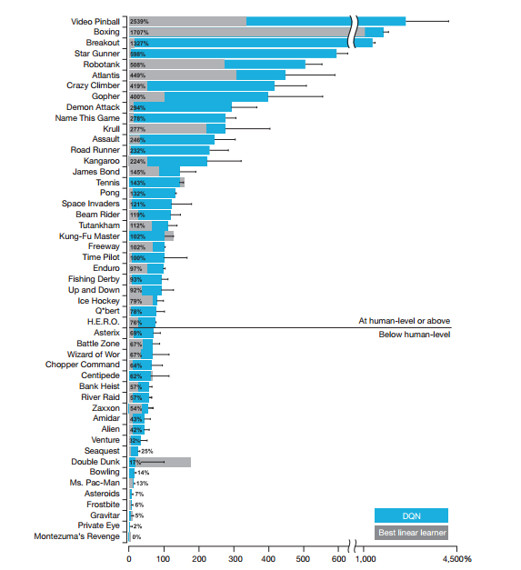 Video Pinball 2539%
Boxing 1707%
Breakout 1327%
Star Gunner 598%
Robotank 508%
Atlantis 449%
Crazy Climber 419%
Gopher 400%
Demon Attack 294%
Name This Game 278%
Krull 277%
Assault 246%
Road Runner 232%
Kangaroo 224%
James Bond 145%
Tennis 143%
Pong 132%
Space Invaders 121%
Beam Rider 119%
Tutankham 112%
Kung-Fu Master 102%
Freeway 102%
Time Pilot 100%
Enduro 97%
Fishing Derby 93%
Up and Down 92%
Ice Hockey 79%
Q*bert 78%
H.E.R.O. 76%
At human-level or above
Asterix 69%
Below human-level
Battle Zone 67%
Wizard of Wor 67%
Chopper Command 64%
Centipede 62%
Bank Heist 57%
River Raid 57%
Zaxxon 54%
Amidar 43%
Alien 42%
Venture 32%
Seaquest 25%
Double Dunk 17%
Bowling 14%
Ms. Pac-Man 13%
Asteroids 7%
Frostbite 6%
Gravitar 5%
Private Eye 2%
Montezuma's Revenge 0%
DQN
Best linear learner
0 100 200 300 400 500 600 1,000 4,500%